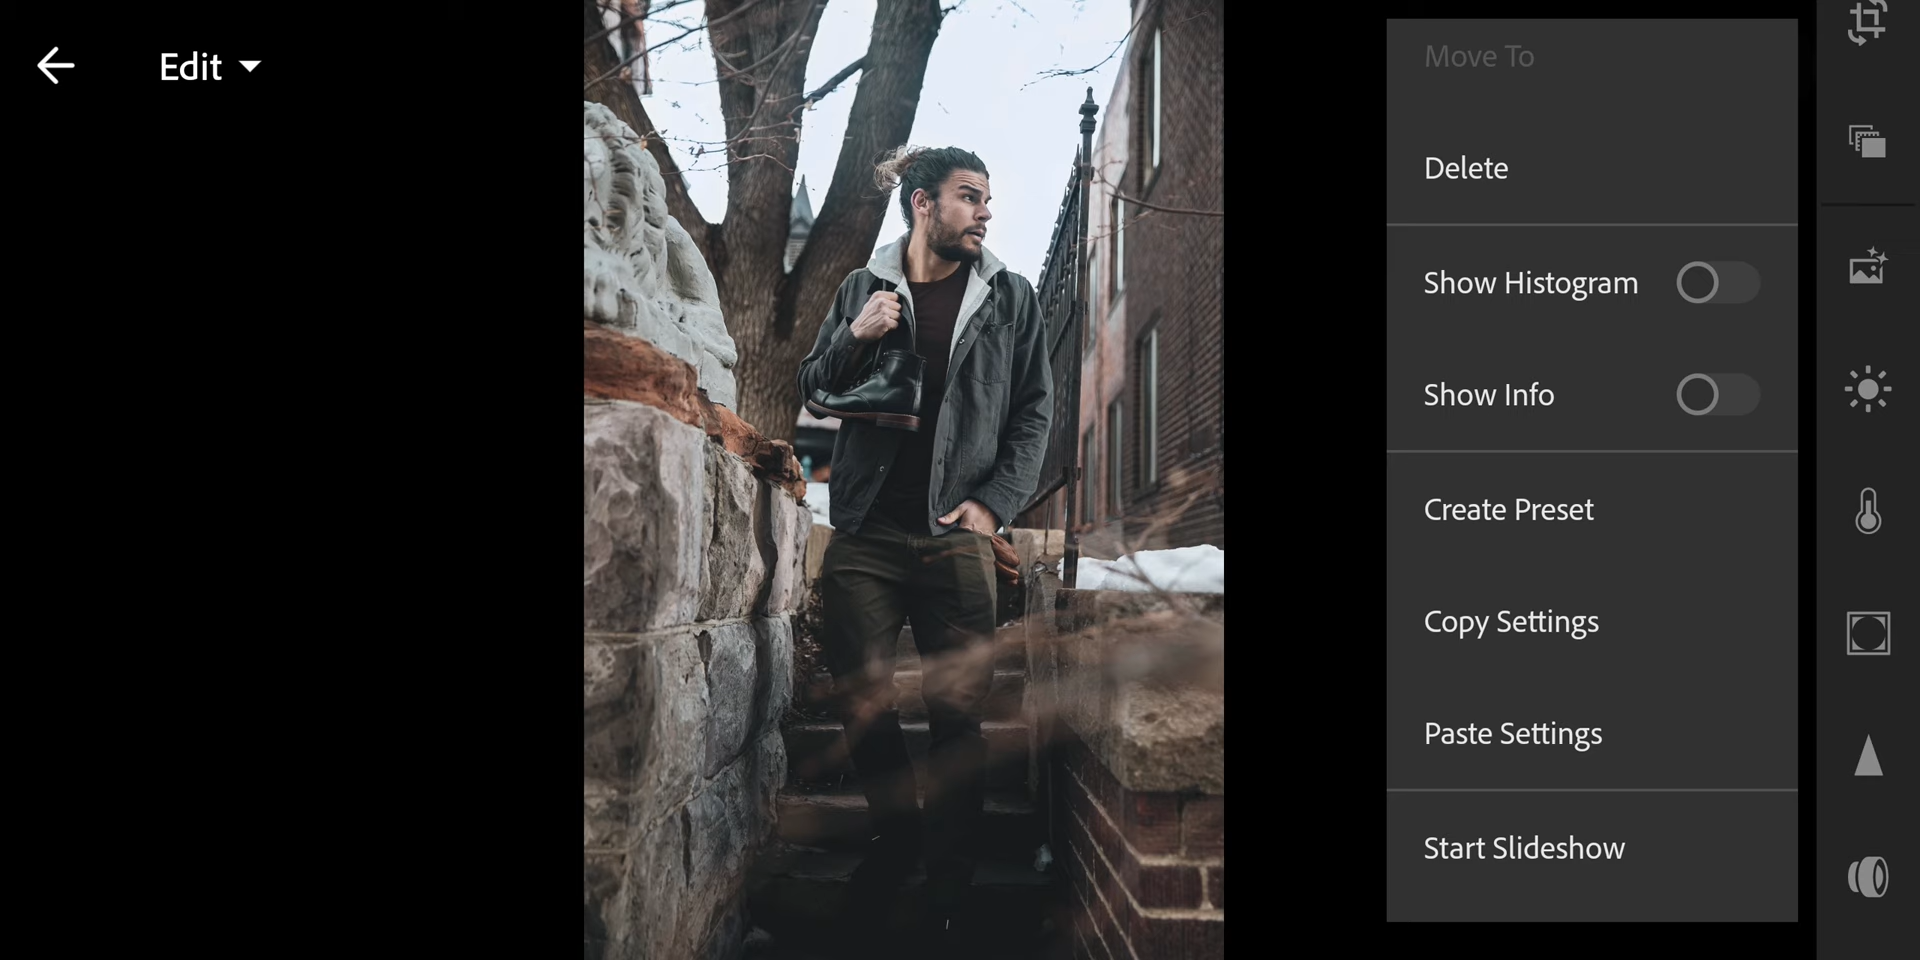 Edit
Move To
Delete
Show Histogram
Show Info
Create Preset
Copy Settings
Paste Settings
Start Slideshow